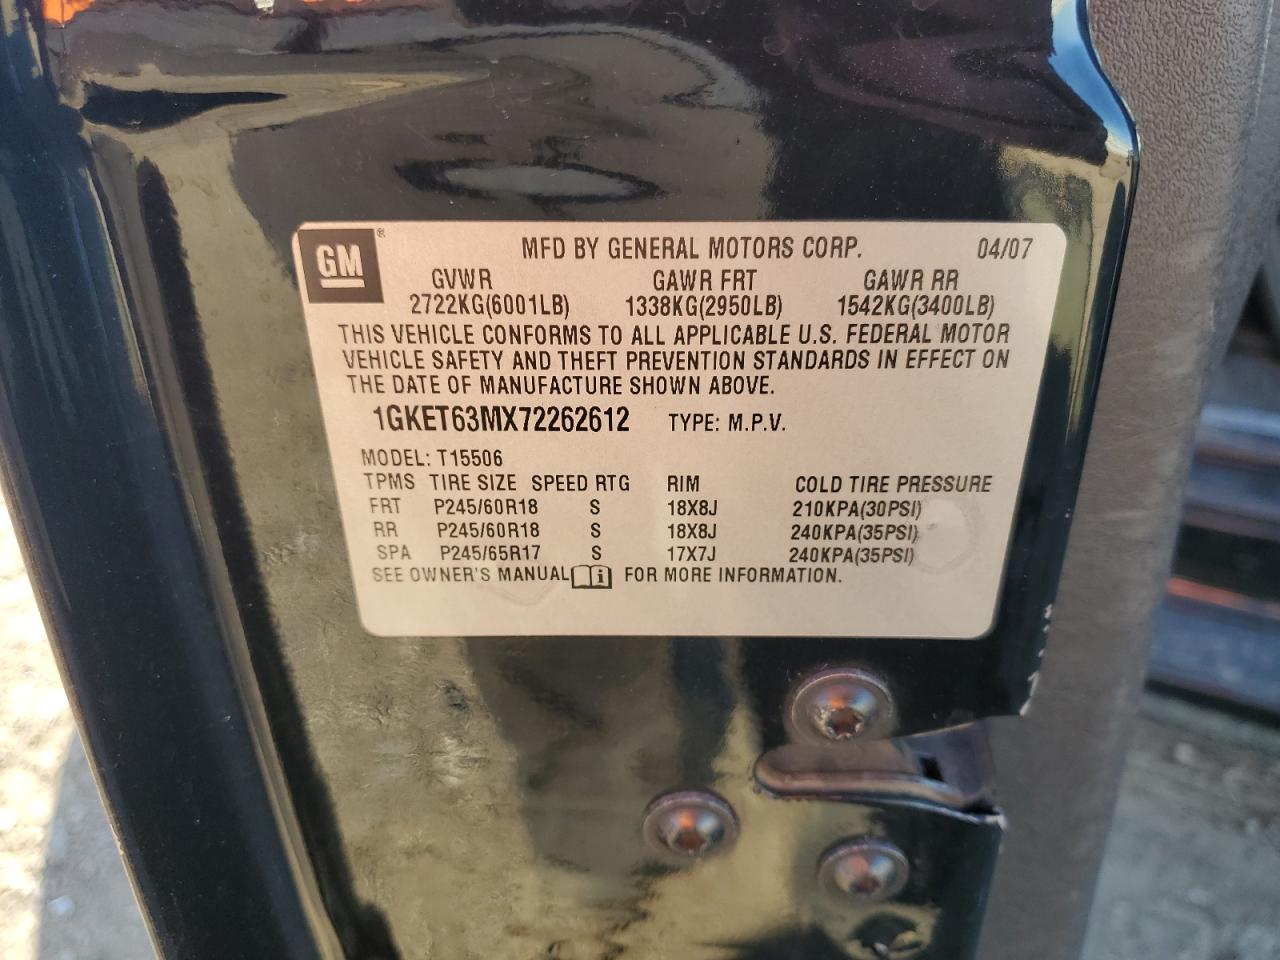 GM ® MFD BY GENERAL MOTORS CORP. 04/07
GVWR GAWR FRT GAWR RR
2722KG(6001LB) 1338KG(2950LB) 1542KG(3400LB)
THIS VEHICLE CONFORMS TO ALL APPLICABLE U.S. FEDERAL MOTOR
VEHICLE SAFETY AND THEFT PREVENTION STANDARDS IN EFFECT ON
THE DATE OF MANUFACTURE SHOWN ABOVE.
1GKET63MX72262612 TYPE: M.P.V.
MODEL: T15506
TPMS TIRE SIZE SPEED RTG RIM COLD TIRE PRESSURE
FRT P245/60R18 S 18X8J 210KPA(30PSI)
RR P245/60R18 S 18X8J 240KPA(35PSI)
SPA P245/65R17 S 17X7J 240KPA(35PSI)
SEE OWNER'S MANUAL i FOR MORE INFORMATION.